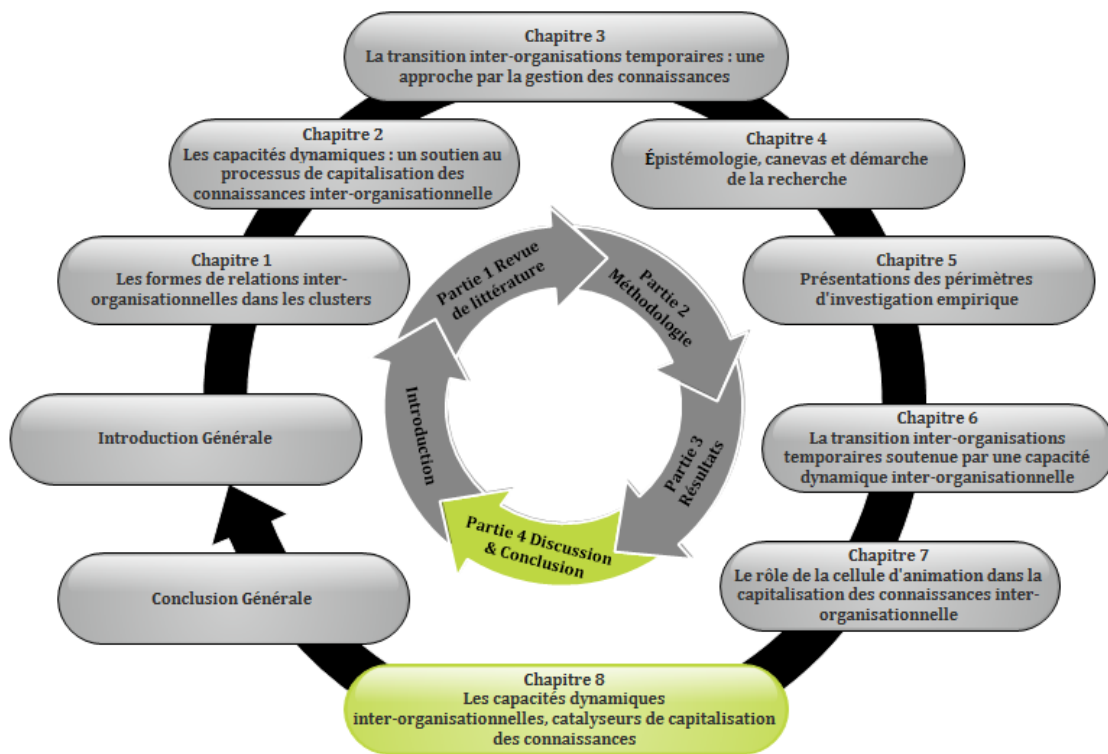 Chapitre 3
La transition inter-organisations temporaires : une
approche par la gestion des connaissances
Chapitre 2
Les capacités dynamiques : un soutien au
processus de capitalisation des
connaissances inter-organisationnelle
Chapitre 4
Épistémologie, canevas et démarche
de la recherche
Chapitre 1
Les formes de relations inter-
organisationnelles dans les clusters
Chapitre 5
Présentations des périmètres
d'investigation empirique
Partie 1 Revue
de littérature
Partie 2
Méthodologie
Introduction
Partie 3
Résultats
Partie 4 Discussion
& Conclusion
Introduction Générale
Chapitre 6
La transition inter-organisations
temporaires soutenue par une capacité
dynamique inter-organisationnelle
Conclusion Générale
Chapitre 7
Le rôle de la cellule d'animation dans la
capitalisation des connaissances inter-
organisationnelle
Chapitre 8
Les capacités dynamiques
inter-organisationnelles, catalyseurs de capitalisation
des connaissances